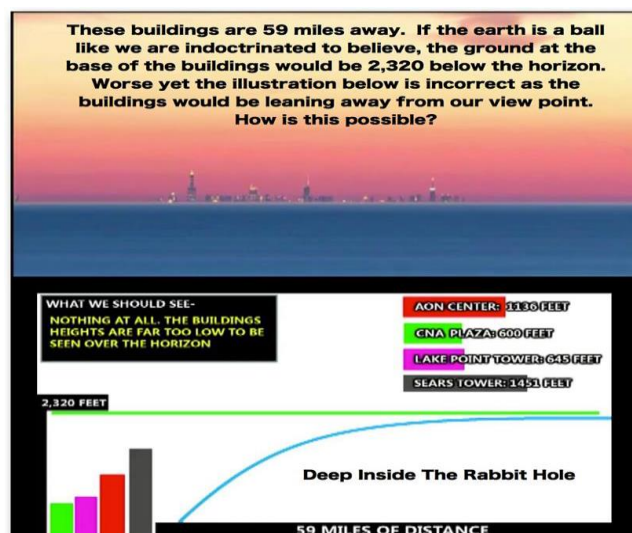 These buildings are 59 miles away. If the earth is a ball
like we are indoctrinated to believe, the ground at the
base of the buildings would be 2,320 below the horizon.
Worse yet the illustration below is incorrect as the
buildings would be leaning away from our view point.
How is this possible?
WHAT WE SHOULD SEE-
NOTHING AT ALL. THE BUILDINGS
HEIGHTS ARE FAR TOO LOW TO BE
SEEN OVER THE HORIZON
AON CENTER: 1136 FEET
CNA PLAZA: 600 FEET
LAKE POINT TOWER: 645 FEET
SEARS TOWER: 1451 FEET
2,320 FEET
Deep Inside The Rabbit Hole
59 MILES OF DISTANCE